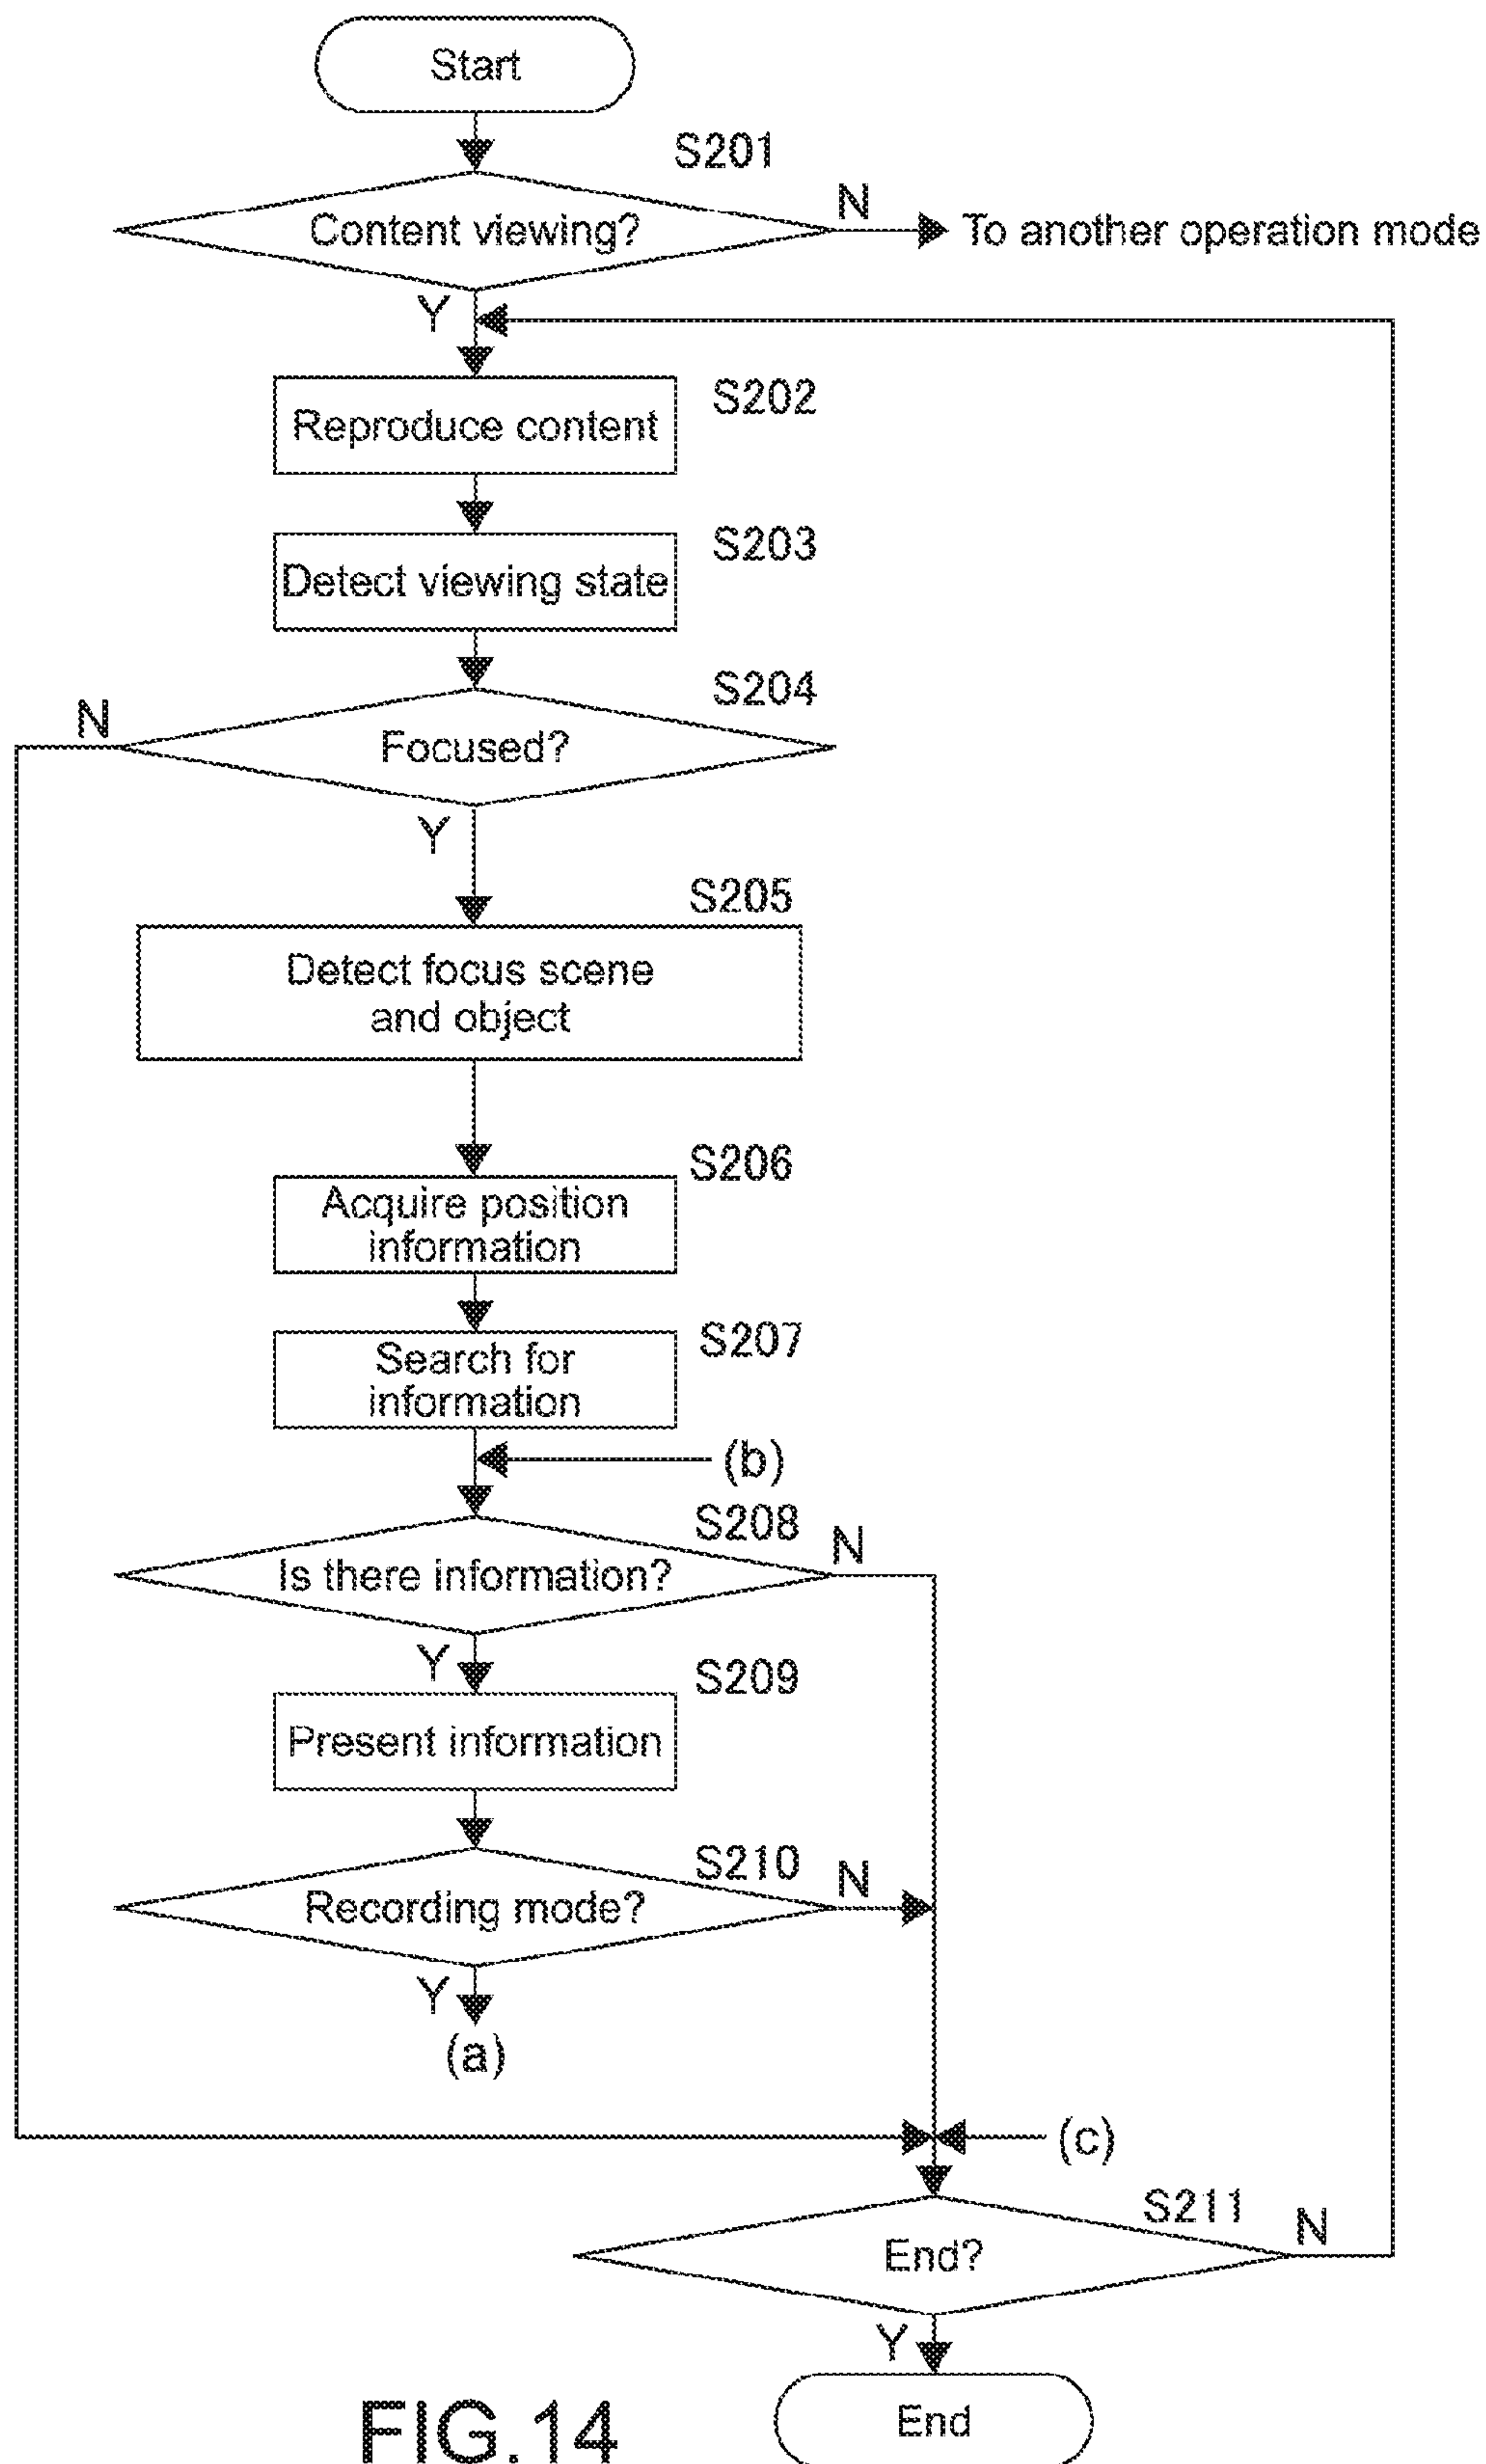 Start
S201
Content viewing?
N
To another operation mode
Y
S202
Reproduce content
S203
Detect viewing state
S204
N
Focused?
Y
S205
Detect focus scene
and object
S206
Acquire position
information
S207
Search for
information
(b)
S208
N
Is there information?
Y
S209
Present information
S210
N
Recording mode?
Y
(a)
(c)
S211
N
End?
Y
End
FIG.14